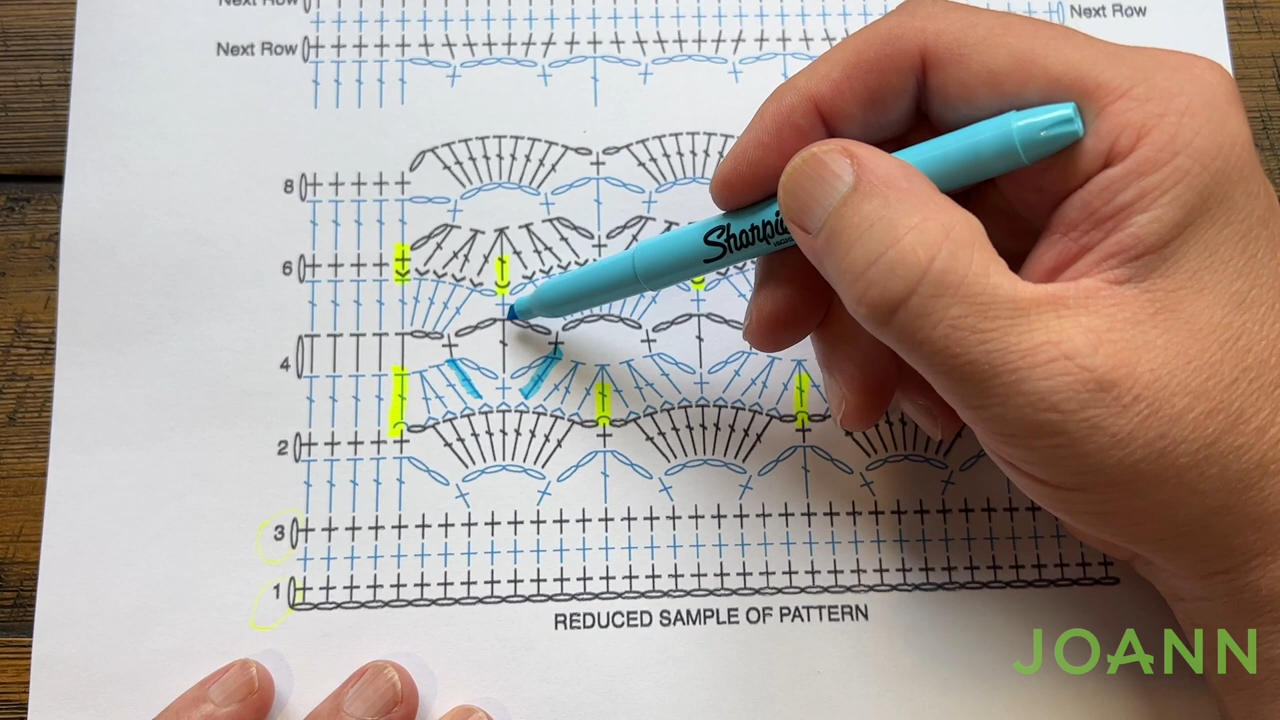 Next Row
Next Row
Next Row
8
6
4
2
3
1
REDUCED SAMPLE OF PATTERN
Sharpie
JOANN